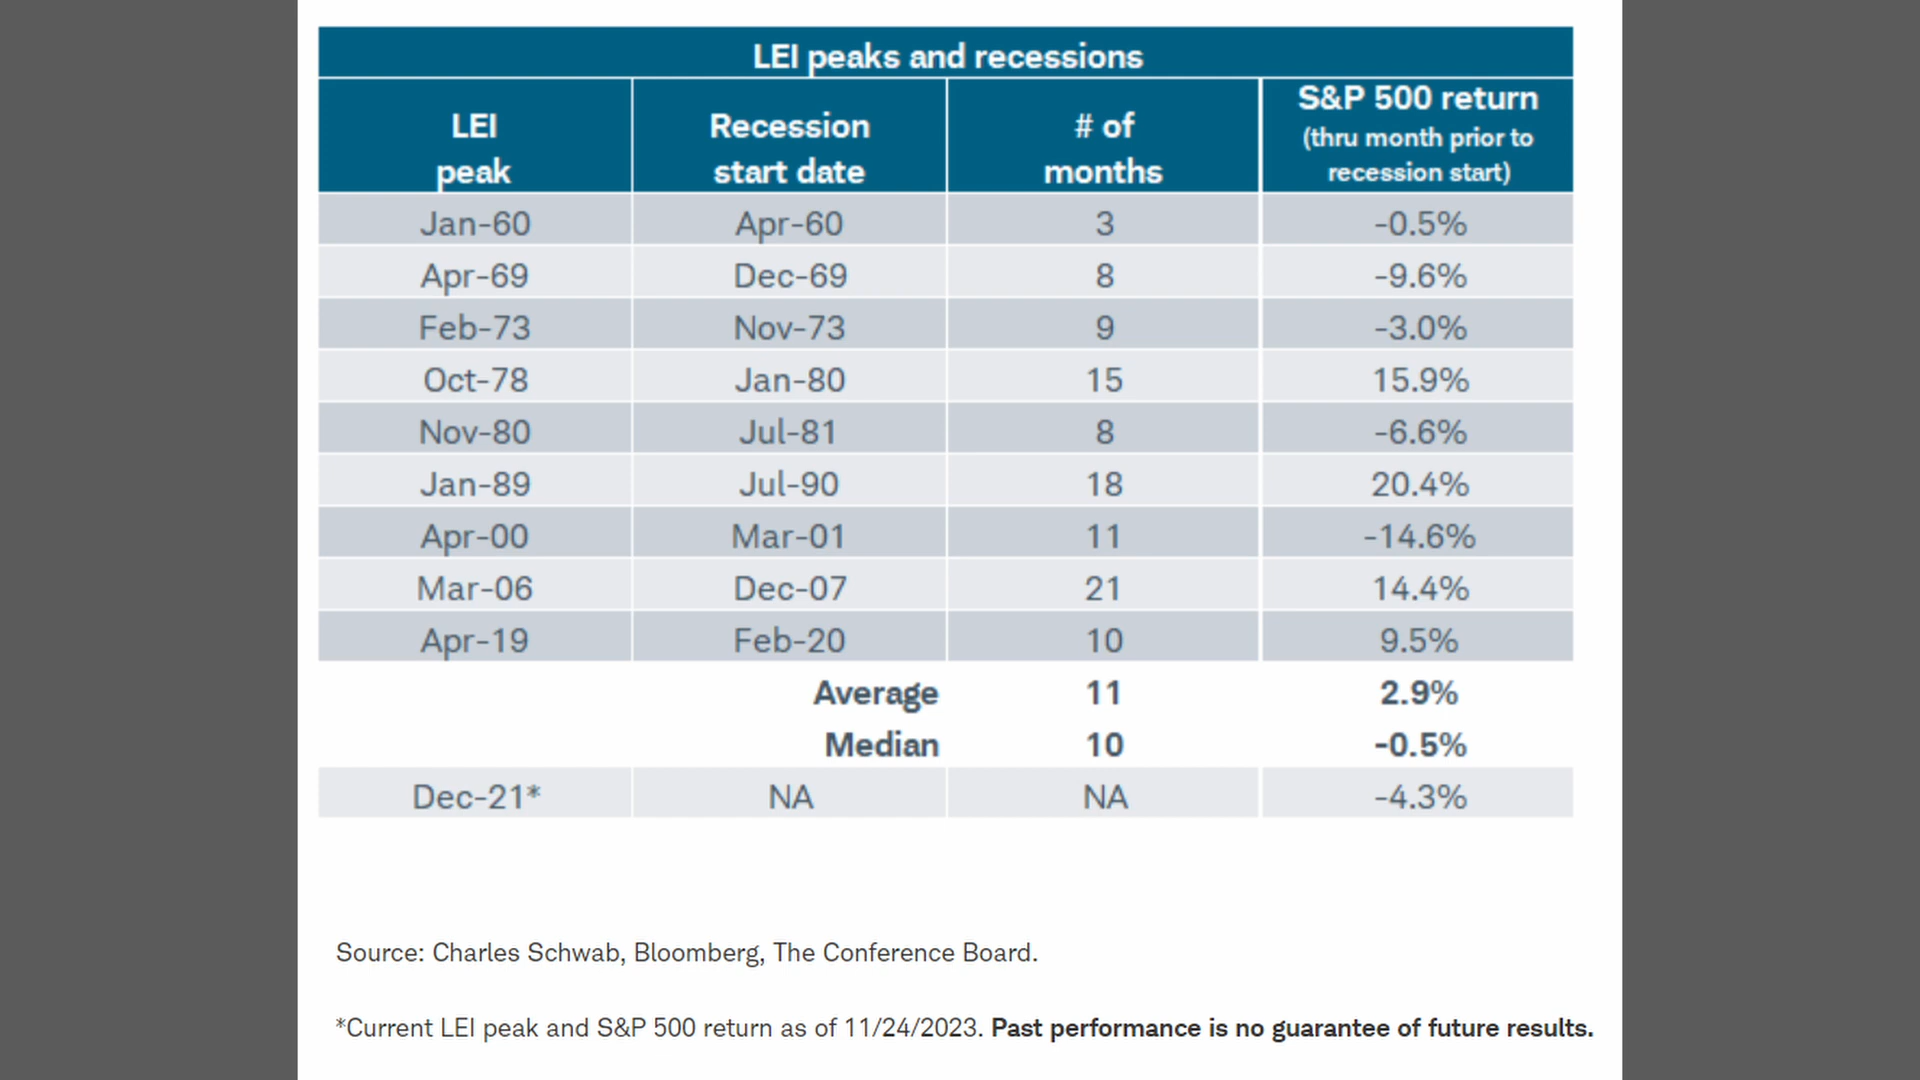 LEI peaks and recessions
LEI peak | Recession start date | # of months | S&P 500 return (thru month prior to recession start)
Jan-60 | Apr-60 | 3 | -0.5%
Apr-69 | Dec-69 | 8 | -9.6%
Feb-73 | Nov-73 | 9 | -3.0%
Oct-78 | Jan-80 | 15 | 15.9%
Nov-80 | Jul-81 | 8 | -6.6%
Jan-89 | Jul-90 | 18 | 20.4%
Apr-00 | Mar-01 | 11 | -14.6%
Mar-06 | Dec-07 | 21 | 14.4%
Apr-19 | Feb-20 | 10 | 9.5%
Average | 11 | 2.9%
Median | 10 | -0.5%
Dec-21* | NA | NA | -4.3%
Source: Charles Schwab, Bloomberg, The Conference Board.
*Current LEI peak and S&P 500 return as of 11/24/2023. Past performance is no guarantee of future results.